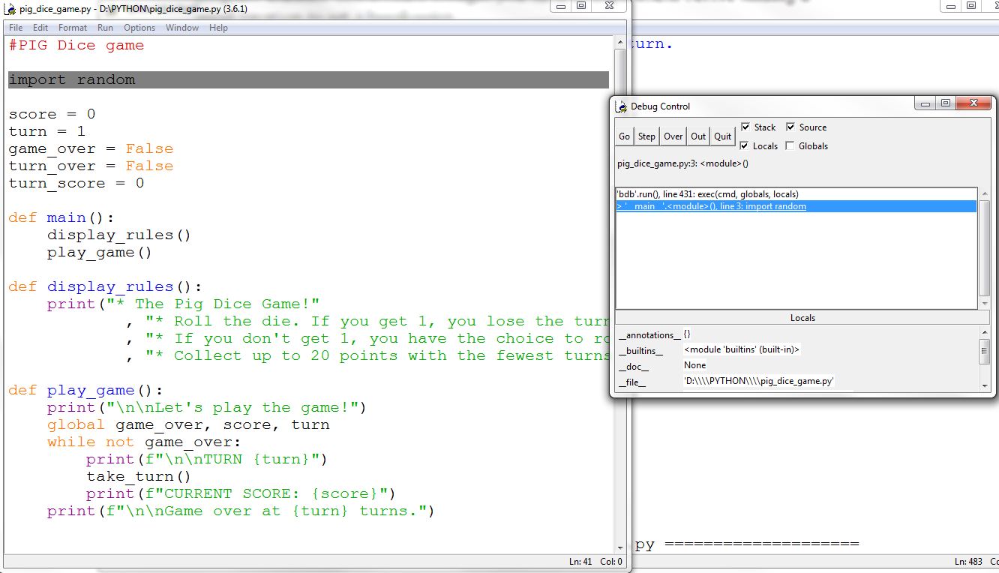 pig_dice_game.py - D:\PYTHON\pig_dice_game.py (3.6.1)
File Edit Format Run Options Window Help
#PIG Dice game
import random
score = 0
turn = 1
game_over = False
turn_over = False
turn_score = 0
def main():
display_rules()
play_game()
def display_rules():
print("* The Pig Dice Game!"
, "* Roll the die. If you get 1, you lose the turn
, "* If you don't get 1, you have the choice to ro
, "* Collect up to 20 points with the fewest turns
def play_game():
print("\n\nLet's play the game!")
global game_over, score, turn
while not game_over:
print(f"\n\nTURN {turn}")
take_turn()
print(f"CURRENT SCORE: {score}")
print(f"\n\nGame over at {turn} turns.")
Ln: 41 Col: 0
turn.
Debug Control
Go Step Over Out Quit
Stack Source
Locals Globals
pig_dice_game.py:3: <module>()
'bdb'.run(), line 431: exec(cmd, globals, locals)
> '__main__'.<module>(), line 3: import random
Locals
__annotations__ {}
__builtins__ <module 'builtins' (built-in)>
__doc__ None
__file__ 'D:\\\\PYTHON\\\\pig_dice_game.py'
py ====================
Ln: 483 Co